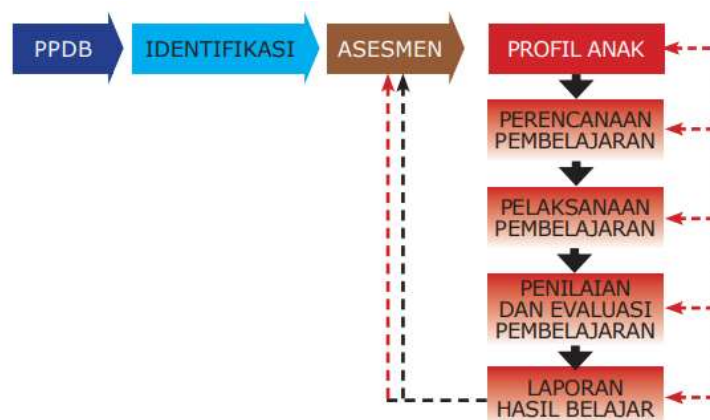 PPDB
IDENTIFIKASI
ASESMEN
PROFIL ANAK
PERENCANAAN
PEMBELAJARAN
PELAKSANAAN
PEMBELAJARAN
PENILAIAN
DAN EVALUASI
PEMBELAJARAN
LAPORAN
HASIL BELAJAR